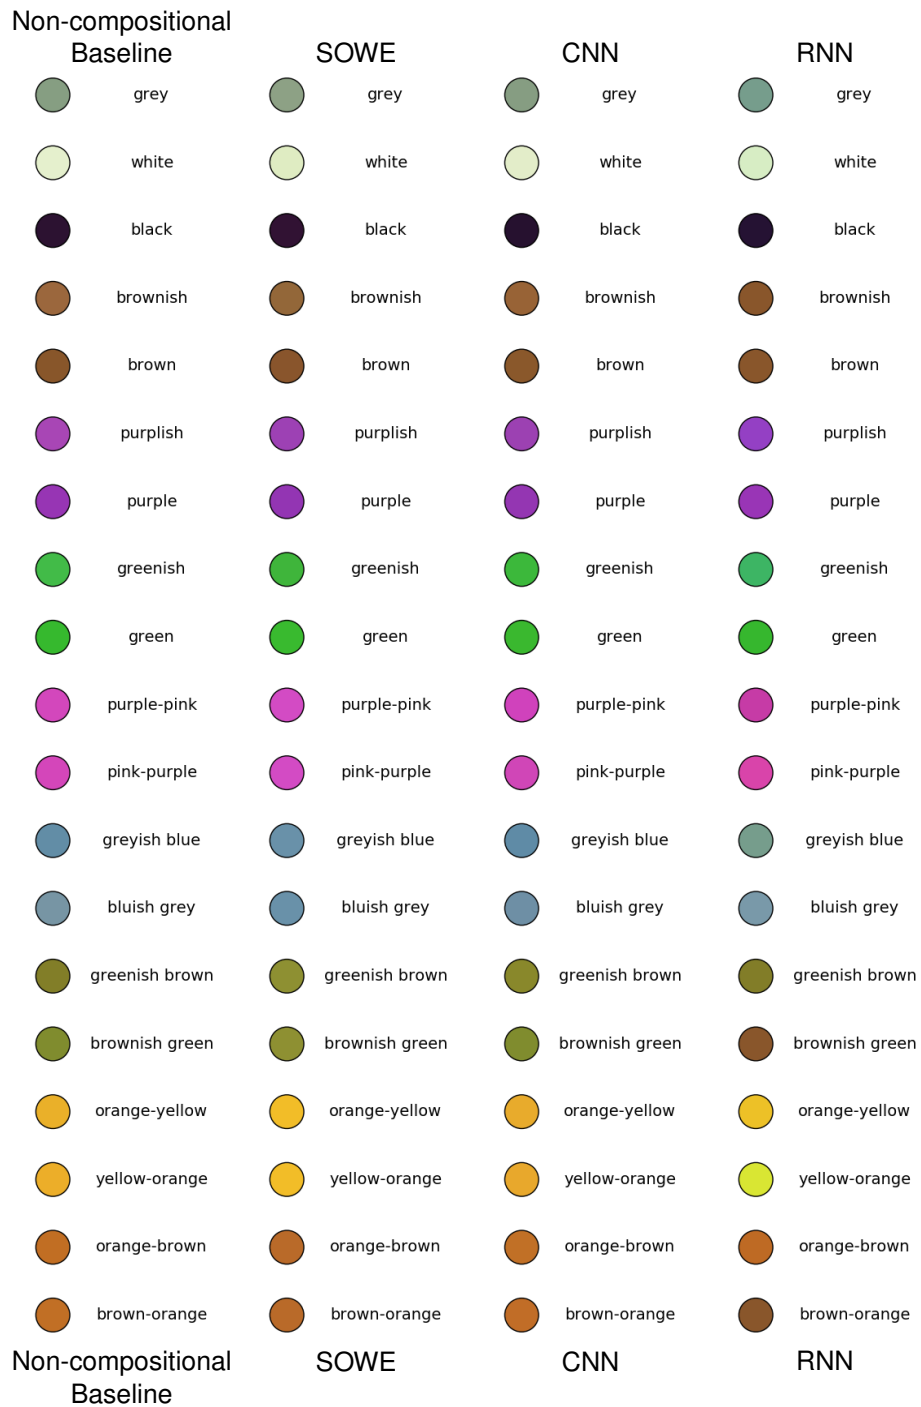 Non-compositional
Baseline SOWE CNN RNN
grey grey grey grey
white white white white
black black black black
brownish brownish brownish brownish
brown brown brown brown
purplish purplish purplish purplish
purple purple purple purple
greenish greenish greenish greenish
green green green green
purple-pink purple-pink purple-pink purple-pink
pink-purple pink-purple pink-purple pink-purple
greyish blue greyish blue greyish blue greyish blue
bluish grey bluish grey bluish grey bluish grey
greenish brown greenish brown greenish brown greenish brown
brownish green brownish green brownish green brownish green
orange-yellow orange-yellow orange-yellow orange-yellow
yellow-orange yellow-orange yellow-orange yellow-orange
orange-brown orange-brown orange-brown orange-brown
brown-orange brown-orange brown-orange brown-orange
Non-compositional SOWE CNN RNN
Baseline